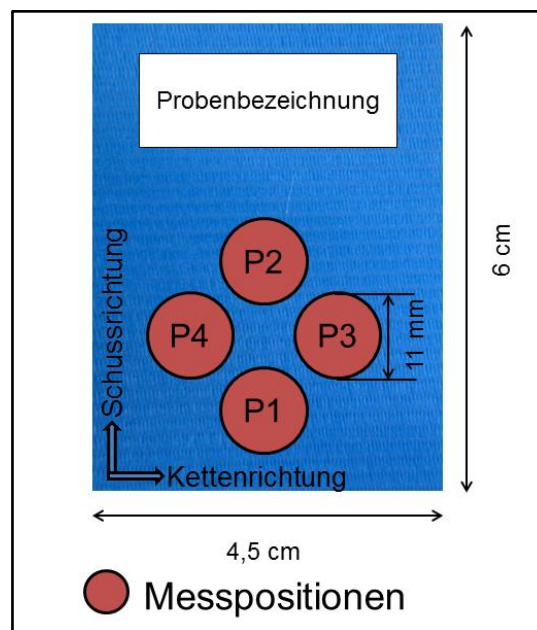 Probenbezeichnung
P2
P4
P3
P1
11 mm
6 cm
Schussrichtung
Kettenrichtung
4,5 cm
Messpositionen